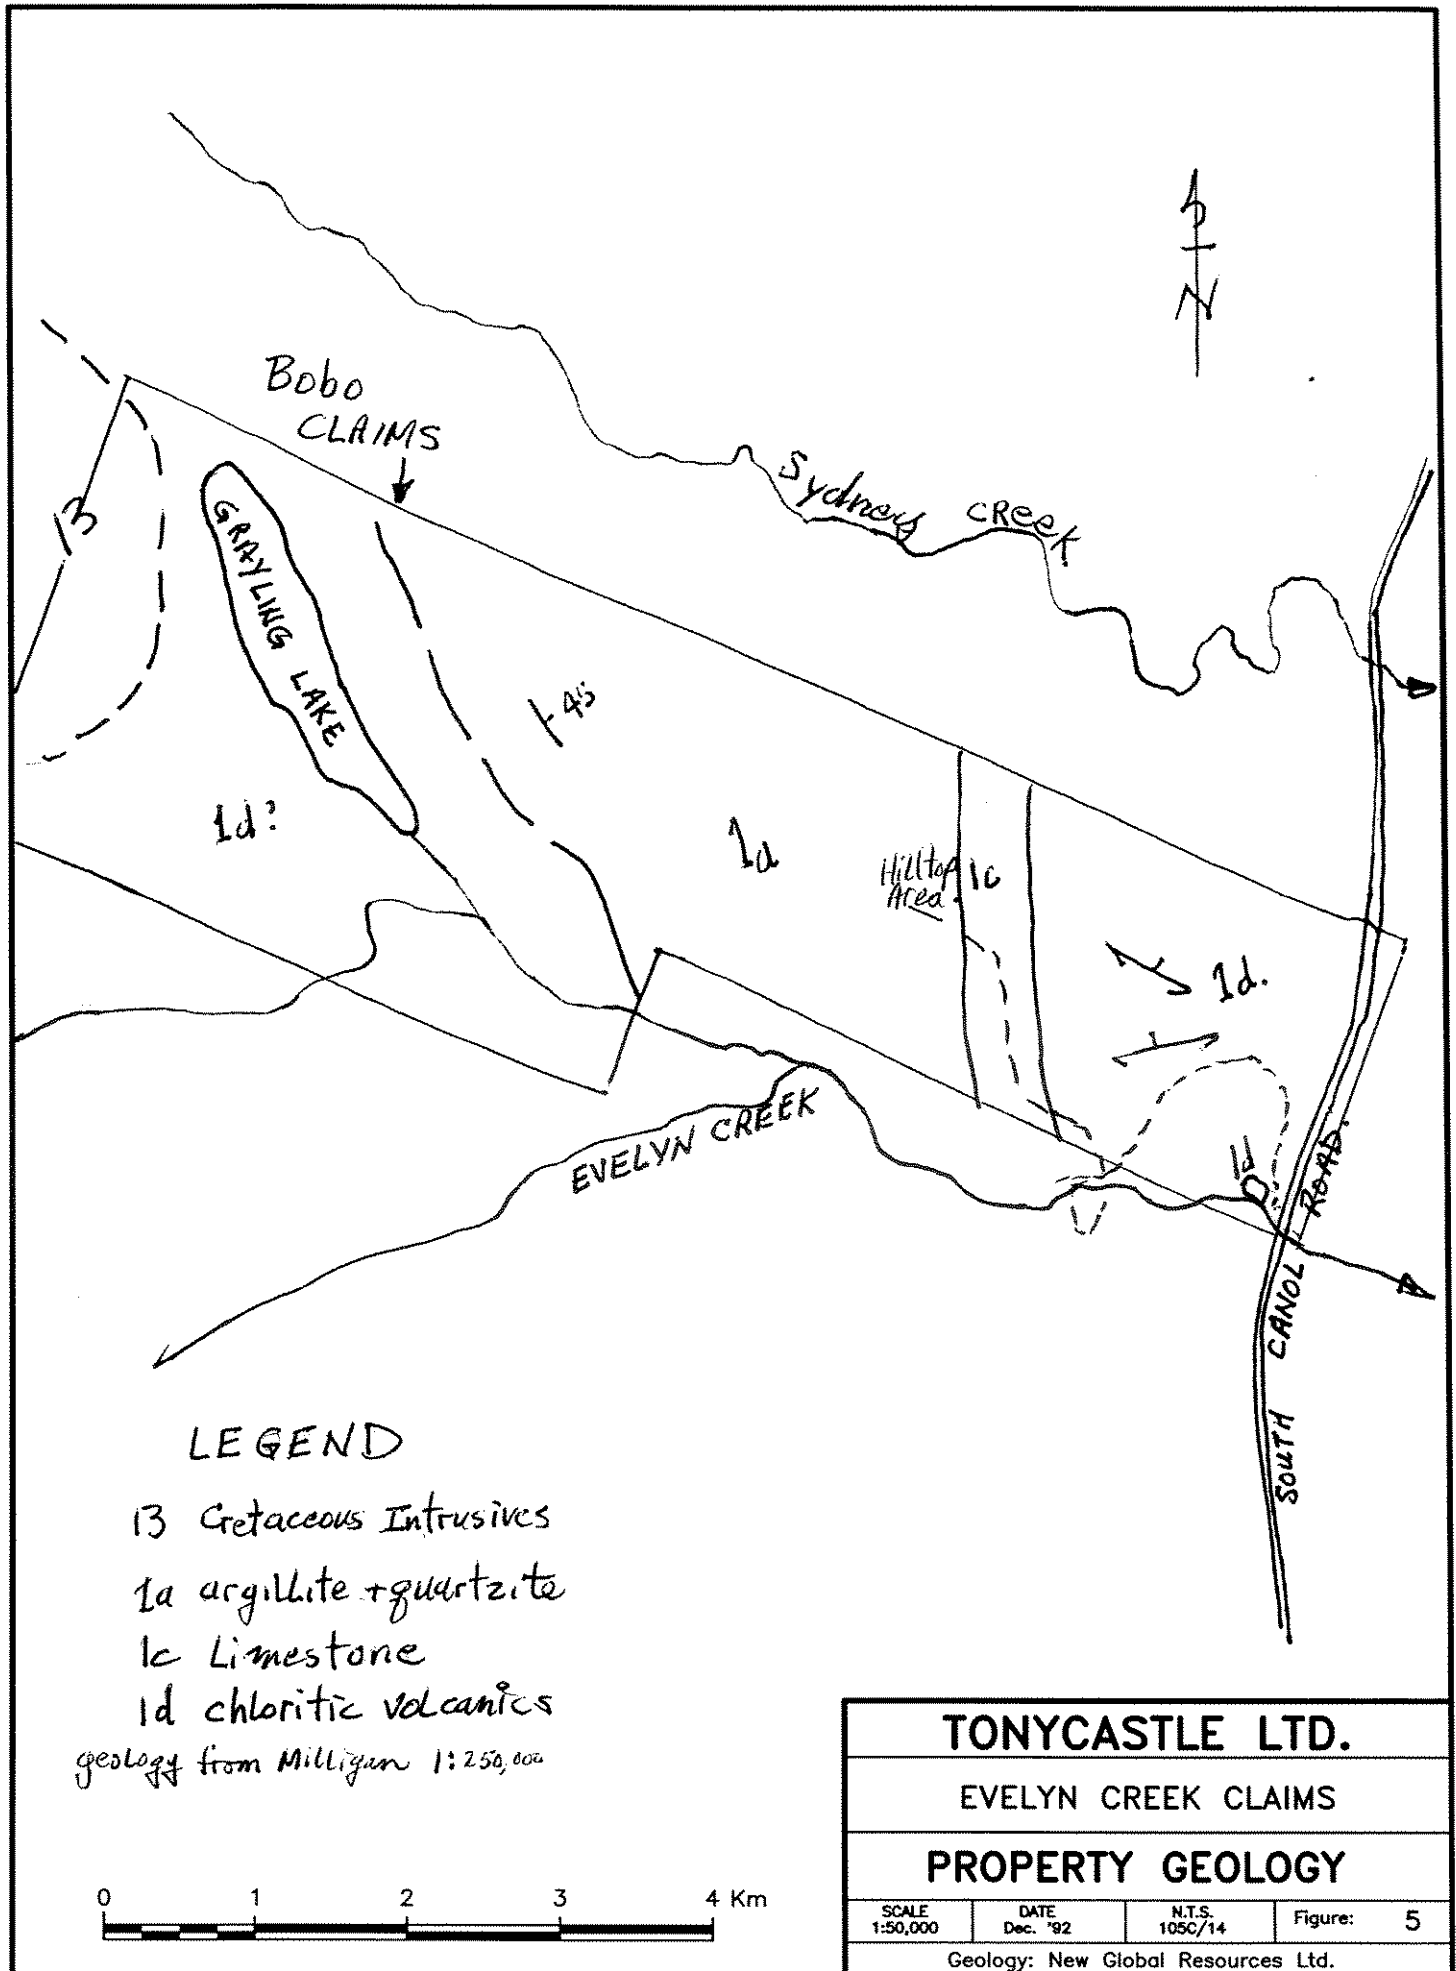 N
Bobo
CLAIMS
Sydney CReeK
13
GRAYLING LAKE
45
1d?
1a
Hilltop
Area
1c
1d.
EVELYN CREEK
1d
SOUTH CANOL ROAD.
LEGEND
13 Cretaceous Intrusives
1a argillite + quartzite
1c Limestone
1d chloritic volcanics
geology from Milligan 1:250,000
0 1 2 3 4 Km
TONYCASTLE LTD.
EVELYN CREEK CLAIMS
PROPERTY GEOLOGY
SCALE
1:50,000
DATE
Dec. '92
N.T.S.
105C/14
Figure: 5
Geology: New Global Resources Ltd.